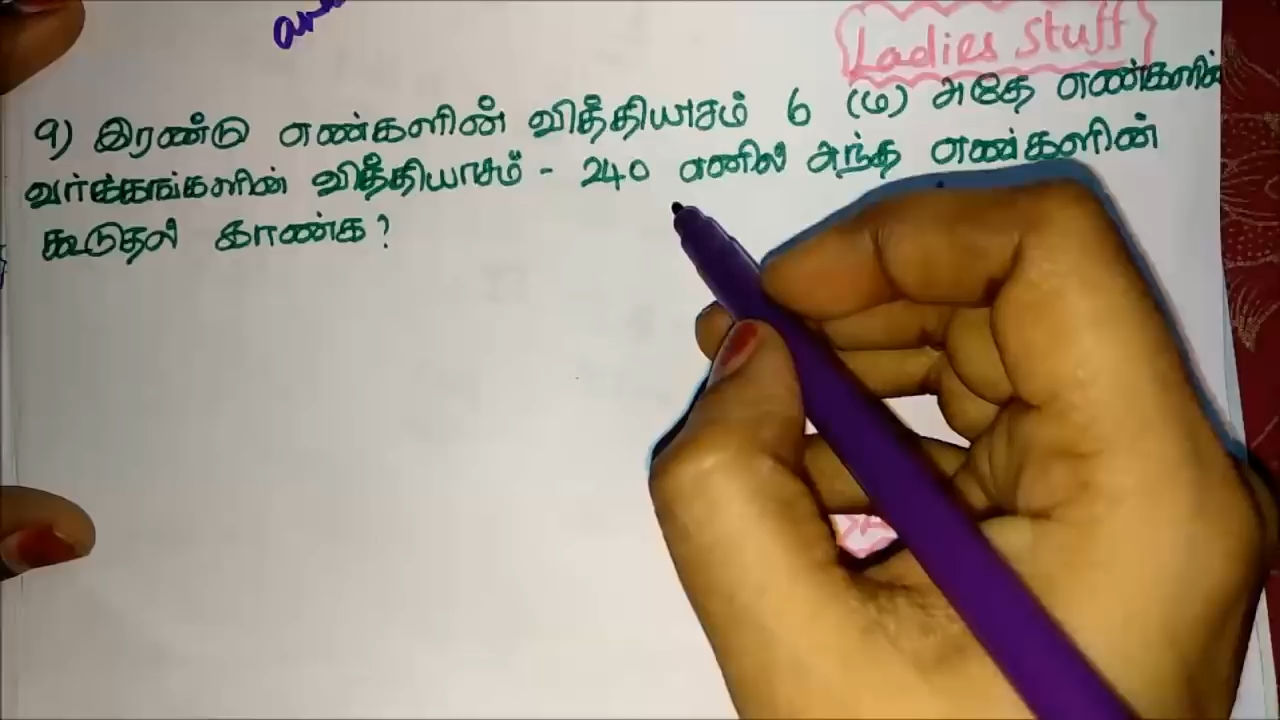 Ladies Stuff
9) இரண்டு எண்களின் வித்தியாசம் 6 (ம) அதே எண்களின்
வர்க்கங்களின் வித்தியாசம் - 240 எனில் அந்த எண்களின்
கூடுதல் காண்க?